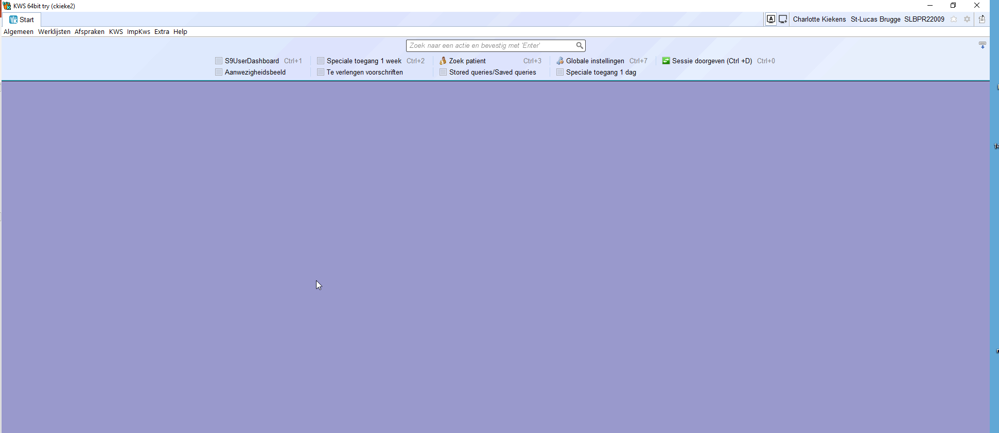 KWS 64bit try (ckieke2)
Start
Charlotte Kiekens St-Lucas Brugge SLBPR22009
Algemeen Werklijsten Afspraken KWS ImpKws Extra Help
Zoek naar een actie en bevestig met 'Enter'
S9UserDashboard Ctrl+1 Speciale toegang 1 week Ctrl+2 Zoek patient Ctrl+3 Globale instellingen Ctrl+7 Sessie doorgeven (Ctrl +D) Ctrl+0
Aanwezigheidsbeeld Te verlengen voorschriften Stored queries/Saved queries Speciale toegang 1 dag